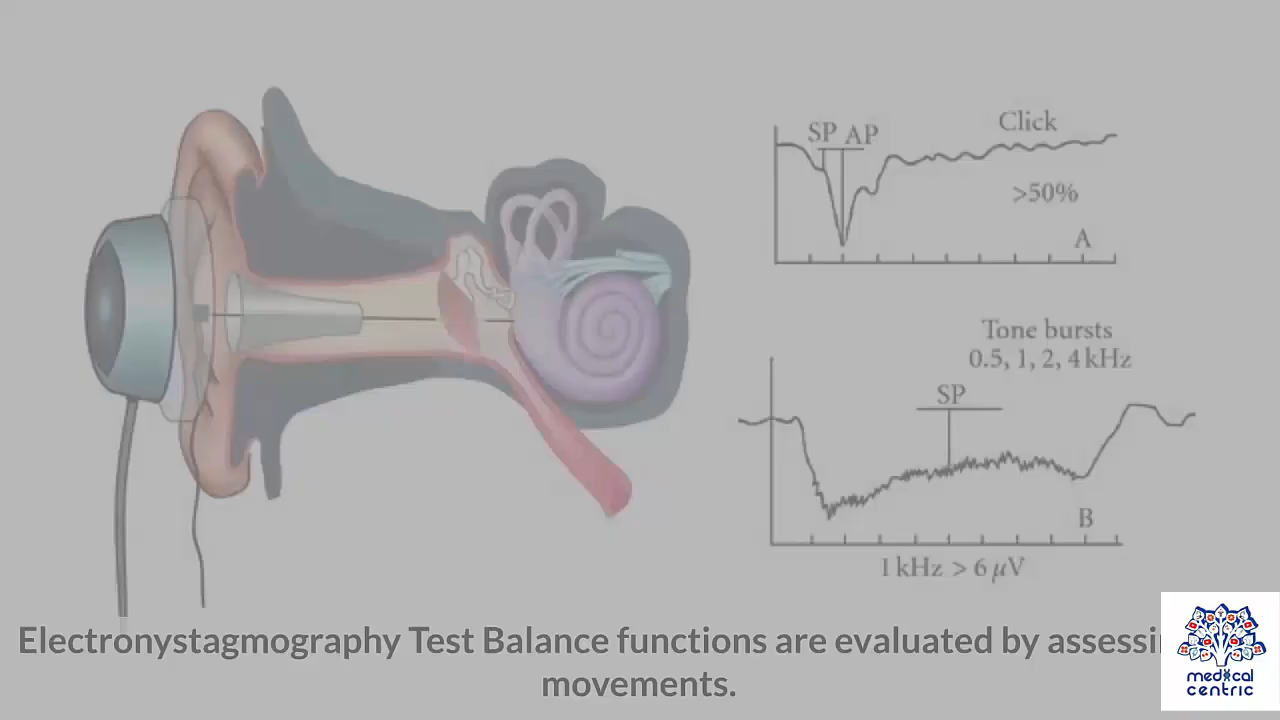 SP AP
Click
>50%
A
Tone bursts
0.5, 1, 2, 4 kHz
SP
B
1 kHz > 6 μV
Electronystagmography Test Balance functions are evaluated by
movements.
medical
centric